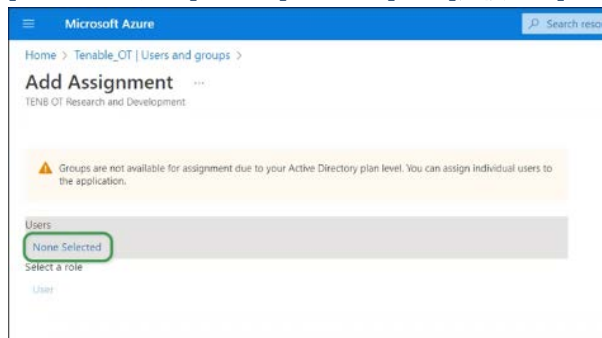 Microsoft Azure
Search reso
Home > Tenable_OT | Users and groups >
Add Assignment ...
TENB OT Research and Development
Groups are not available for assignment due to your Active Directory plan level. You can assign individual users to
the application.
Users
None Selected
Select a role
User